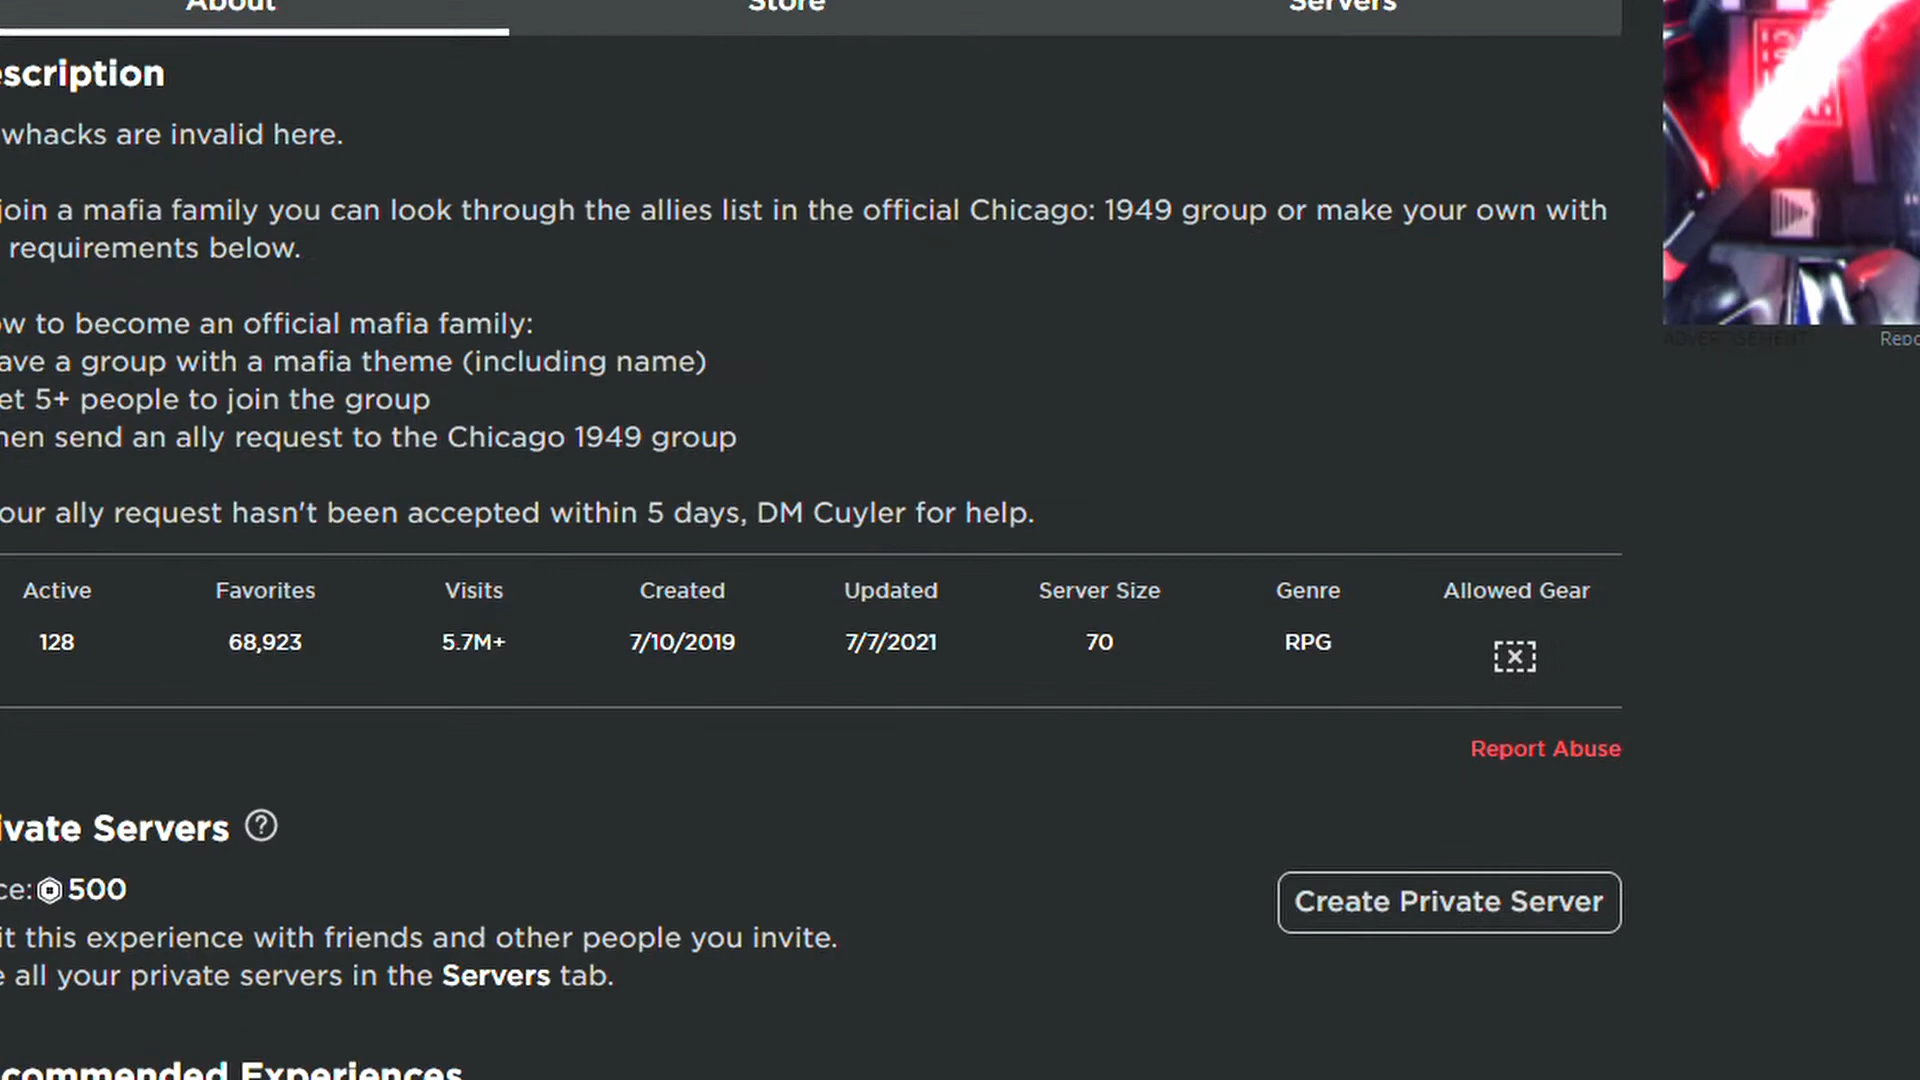 About Store Servers
escription
whacks are invalid here.
join a mafia family you can look through the allies list in the official Chicago: 1949 group or make your own with
requirements below.
ow to become an official mafia family:
ave a group with a mafia theme (including name)
et 5+ people to join the group
hen send an ally request to the Chicago 1949 group
our ally request hasn't been accepted within 5 days, DM Cuyler for help.
Active Favorites Visits Created Updated Server Size Genre Allowed Gear
128 68,923 5.7M+ 7/10/2019 7/7/2021 70 RPG
Report Abuse
ivate Servers
ce: 500
Create Private Server
it this experience with friends and other people you invite.
e all your private servers in the Servers tab.
commended Experiences
ADVERTISEMENT Repo